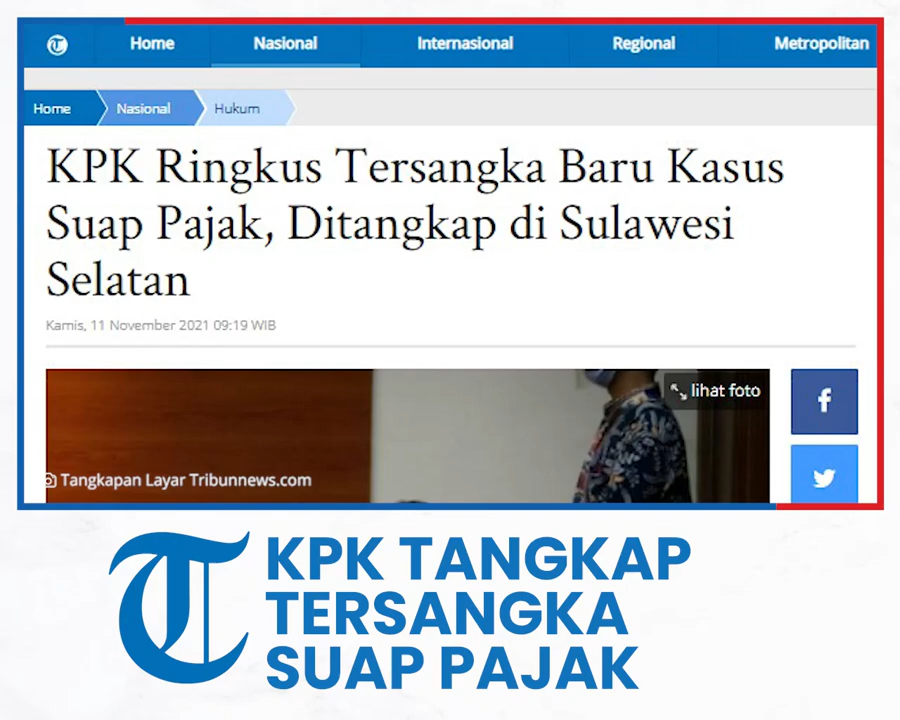 Home Nasional Internasional Regional Metropolitan
Home Nasional Hukum
KPK Ringkus Tersangka Baru Kasus
Suap Pajak, Ditangkap di Sulawesi
Selatan
Kamis, 11 November 2021 09:19 WIB
lihat foto
Tangkapan Layar Tribunnews.com
KPK TANGKAP
TERSANGKA
SUAP PAJAK